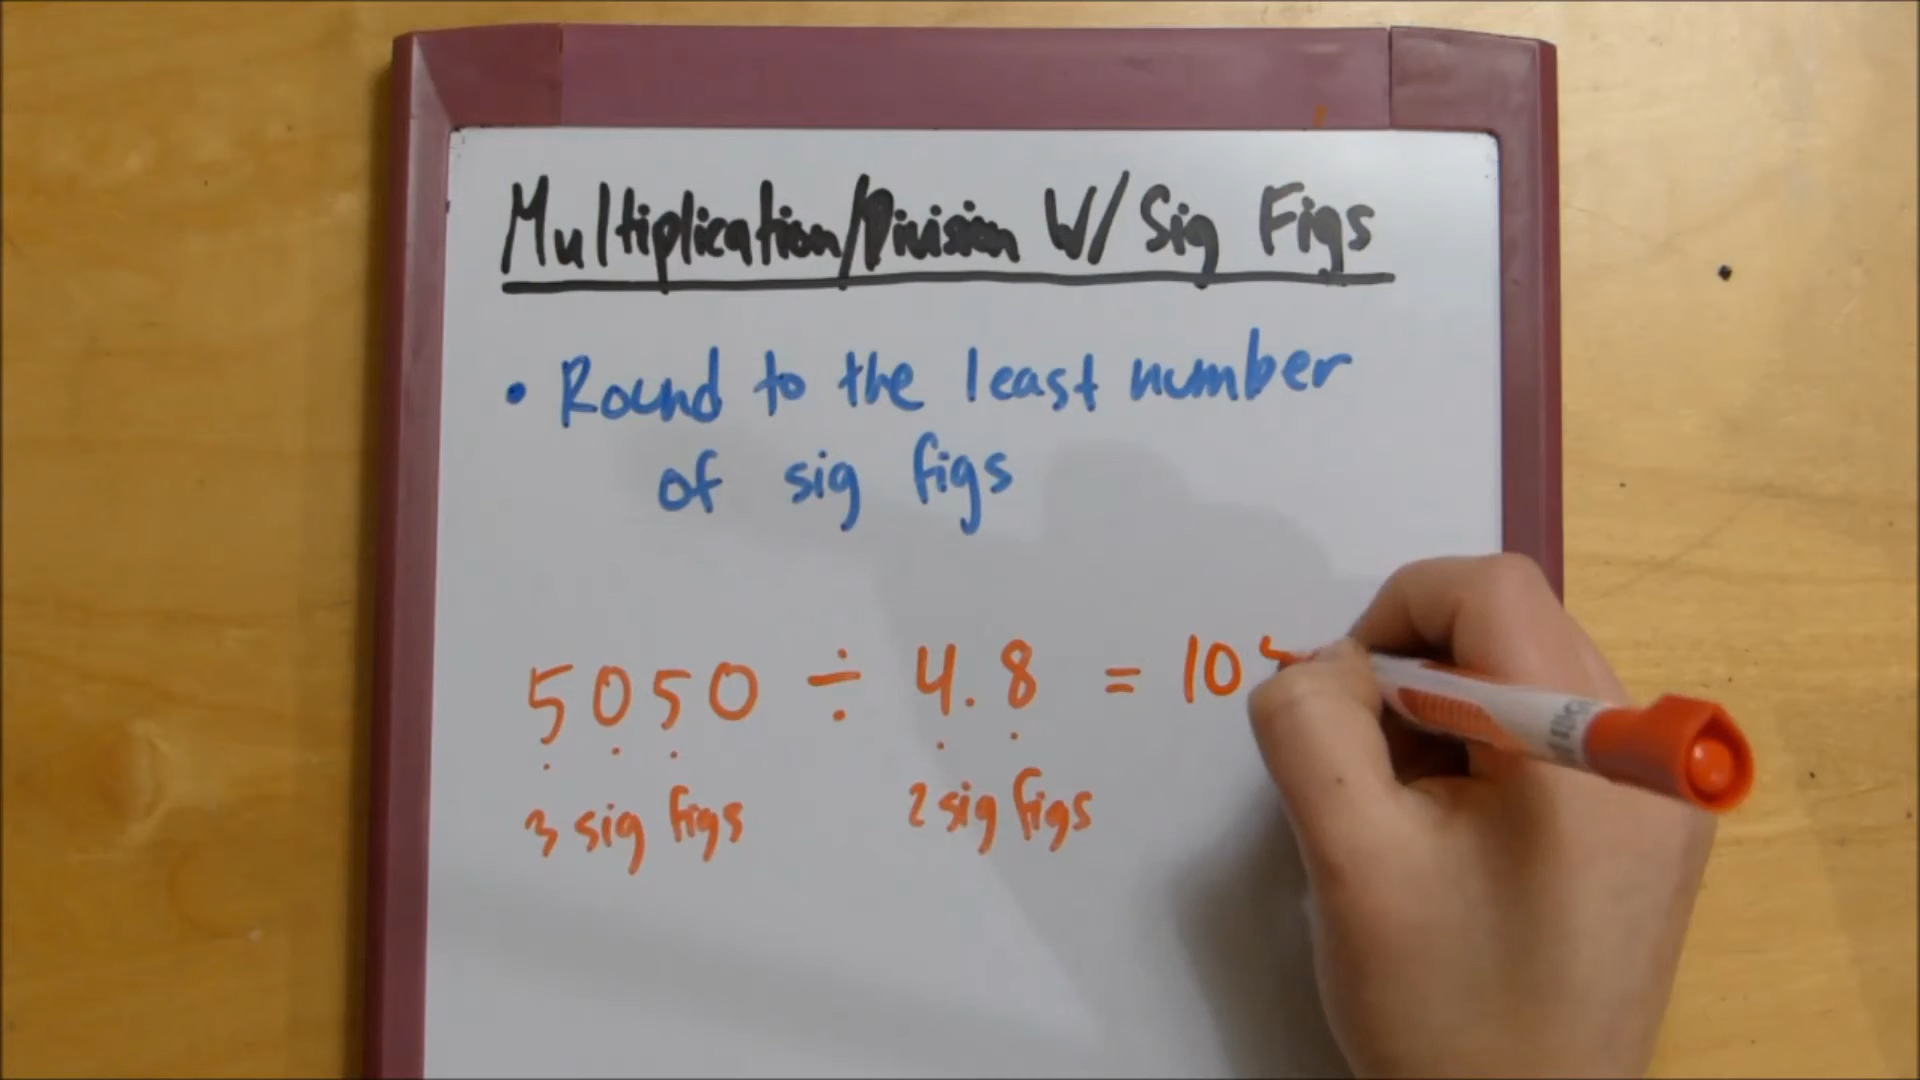 Multiplication/Division W/ Sig Figs
• Round to the least number
of sig figs
5050 ÷ 4.8 = 10
3 sig figs 2 sig figs